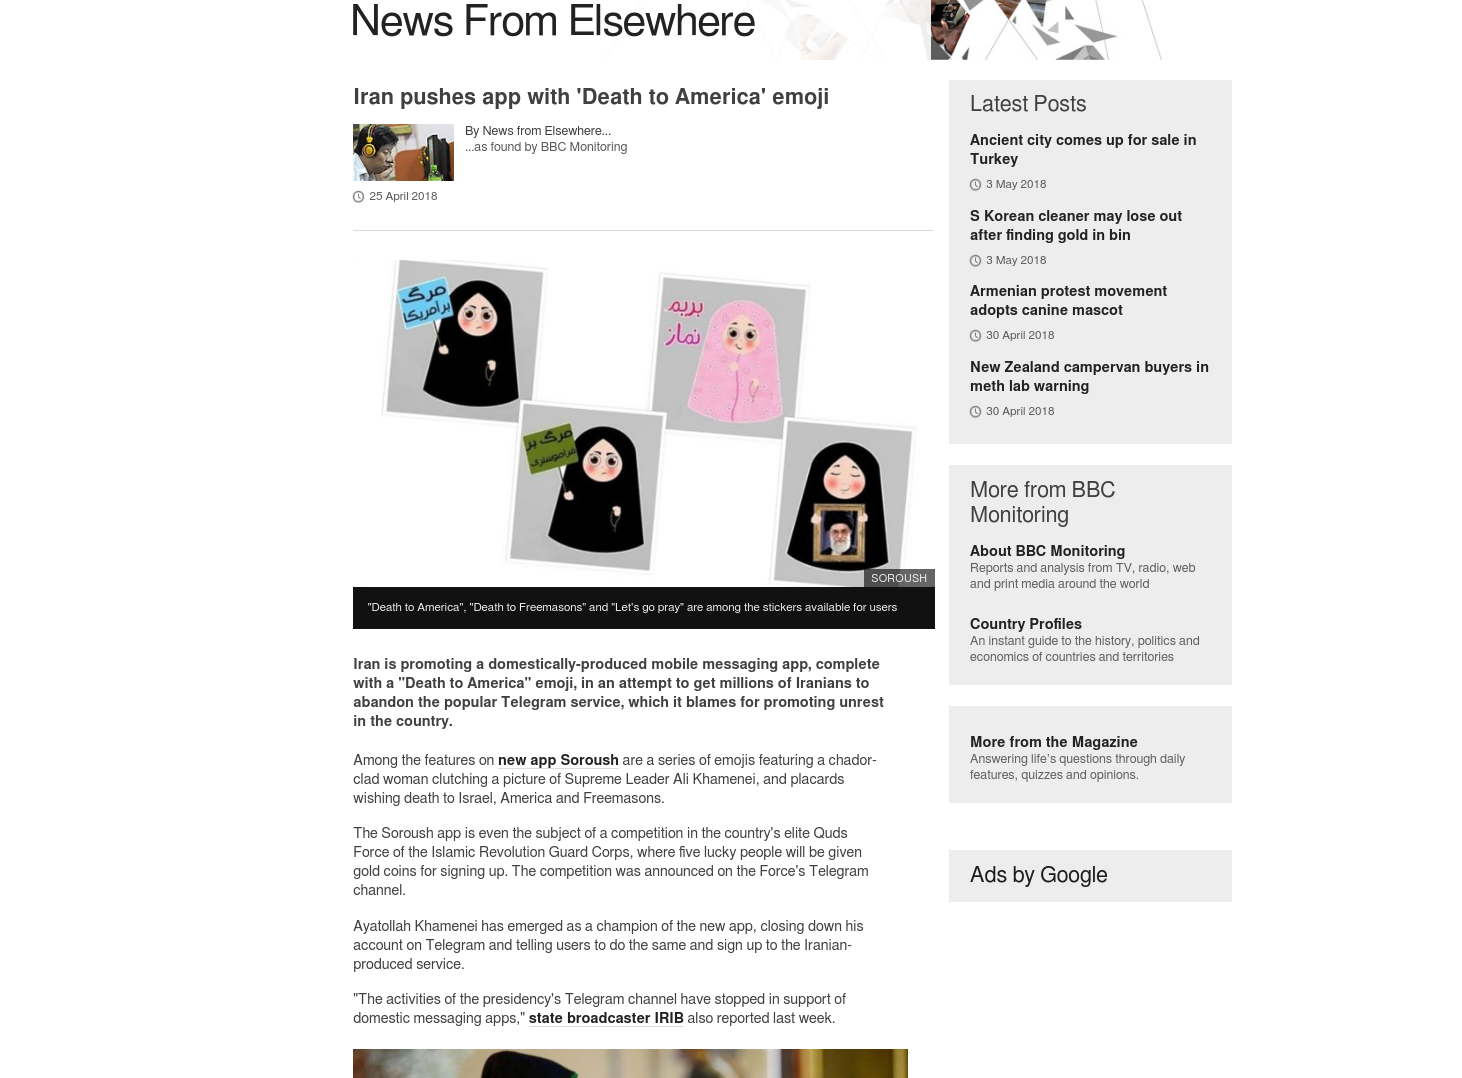 News From Elsewhere
Iran pushes app with 'Death to America' emoji
By News from Elsewhere...
...as found by BBC Monitoring
25 April 2018
مرگ
برامریکا
بریم
نماز
مرگ بر
فراموسنری
SOROUSH
"Death to America", "Death to Freemasons" and "Let's go pray" are among the stickers available for users
Iran is promoting a domestically-produced mobile messaging app, complete
with a "Death to America" emoji, in an attempt to get millions of Iranians to
abandon the popular Telegram service, which it blames for promoting unrest
in the country.
Among the features on new app Soroush are a series of emojis featuring a chador-
clad woman clutching a picture of Supreme Leader Ali Khamenei, and placards
wishing death to Israel, America and Freemasons.
The Soroush app is even the subject of a competition in the country's elite Quds
Force of the Islamic Revolution Guard Corps, where five lucky people will be given
gold coins for signing up. The competition was announced on the Force's Telegram
channel.
Ayatollah Khamenei has emerged as a champion of the new app, closing down his
account on Telegram and telling users to do the same and sign up to the Iranian-
produced service.
"The activities of the presidency's Telegram channel have stopped in support of
domestic messaging apps," state broadcaster IRIB also reported last week.
Latest Posts
Ancient city comes up for sale in
Turkey
3 May 2018
S Korean cleaner may lose out
after finding gold in bin
3 May 2018
Armenian protest movement
adopts canine mascot
30 April 2018
New Zealand campervan buyers in
meth lab warning
30 April 2018
More from BBC
Monitoring
About BBC Monitoring
Reports and analysis from TV, radio, web
and print media around the world
Country Profiles
An instant guide to the history, politics and
economics of countries and territories
More from the Magazine
Answering life's questions through daily
features, quizzes and opinions.
Ads by Google